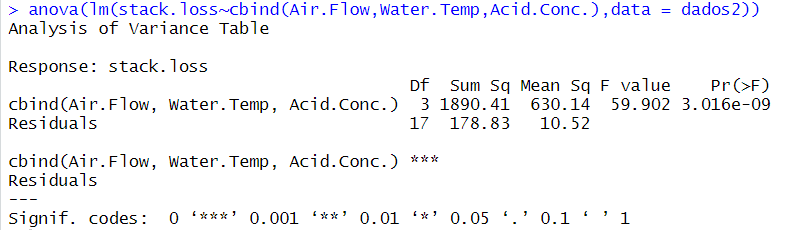 > anova(lm(stack.loss~cbind(Air.Flow,Water.Temp,Acid.Conc.),data = dados2))
Analysis of Variance Table
Response: stack.loss
Df Sum Sq Mean Sq F value Pr(>F)
cbind(Air.Flow, Water.Temp, Acid.Conc.) 3 1890.41 630.14 59.902 3.016e-09
Residuals 17 178.83 10.52
cbind(Air.Flow, Water.Temp, Acid.Conc.) ***
Residuals
---
Signif. codes: 0 ‘***’ 0.001 ‘**’ 0.01 ‘*’ 0.05 ‘.’ 0.1 ‘ ’ 1